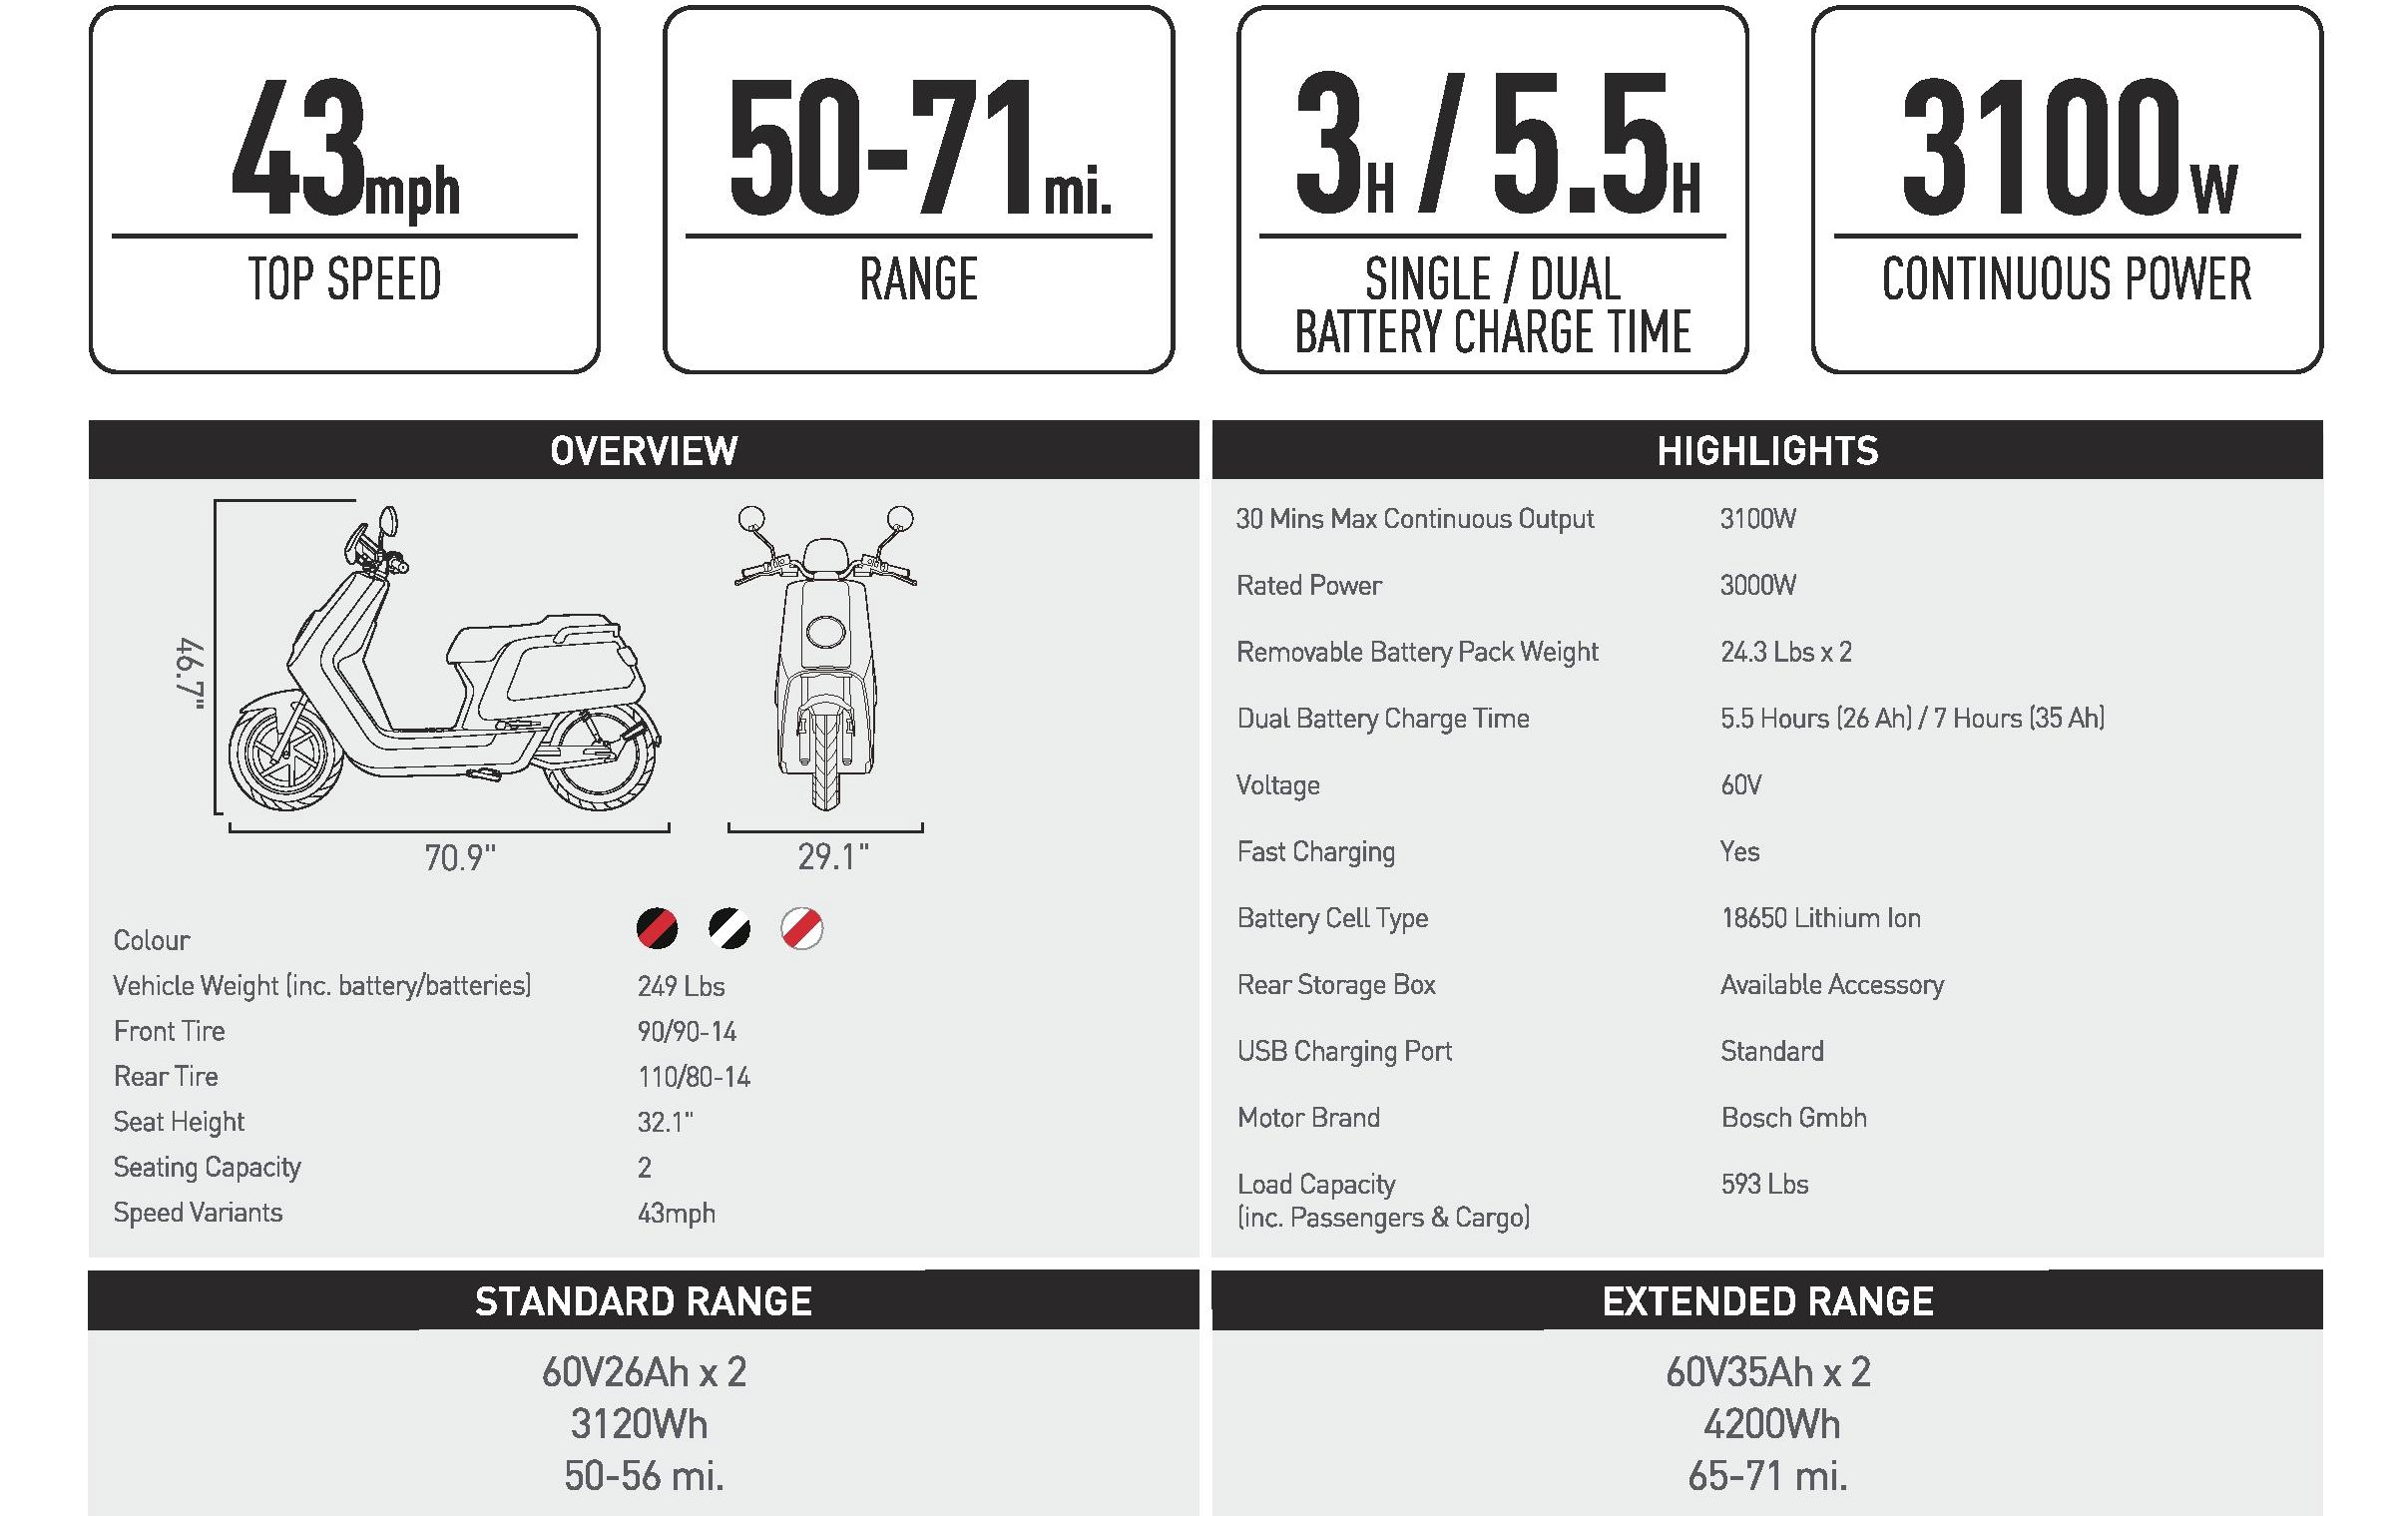 43mph
TOP SPEED
50-71 mi.
RANGE
3H / 5.5H
SINGLE / DUAL
BATTERY CHARGE TIME
3100W
CONTINUOUS POWER
OVERVIEW
46.7"
70.9"
29.1"
Colour
Vehicle Weight (inc. battery/batteries) 249 Lbs
Front Tire 90/90-14
Rear Tire 110/80-14
Seat Height 32.1"
Seating Capacity 2
Speed Variants 43mph
HIGHLIGHTS
30 Mins Max Continuous Output 3100W
Rated Power 3000W
Removable Battery Pack Weight 24.3 Lbs x 2
Dual Battery Charge Time 5.5 Hours (26 Ah) / 7 Hours (35 Ah)
Voltage 60V
Fast Charging Yes
Battery Cell Type 18650 Lithium Ion
Rear Storage Box Available Accessory
USB Charging Port Standard
Motor Brand Bosch Gmbh
Load Capacity 593 Lbs
(inc. Passengers & Cargo)
STANDARD RANGE
60V26Ah x 2
3120Wh
50-56 mi.
EXTENDED RANGE
60V35Ah x 2
4200Wh
65-71 mi.